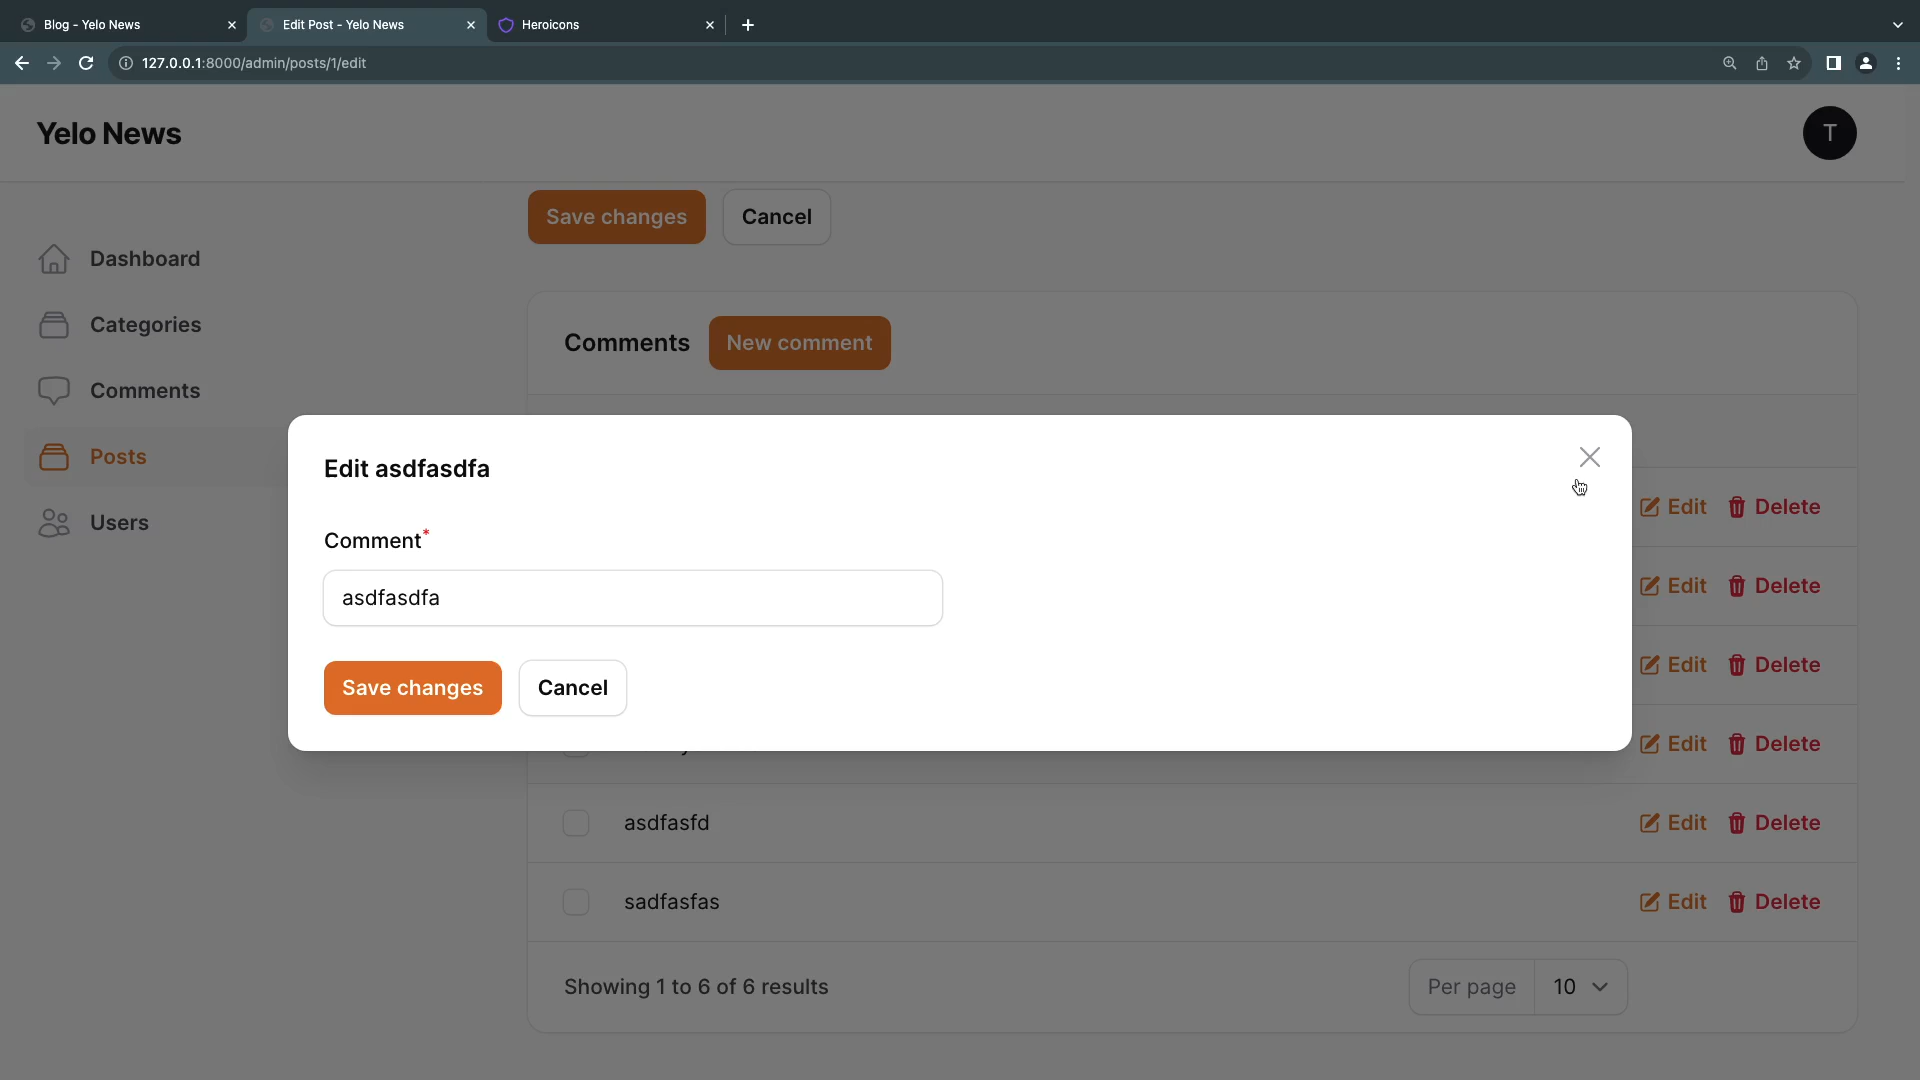 Blog - Yelo News
Edit Post - Yelo News
Heroicons
127.0.0.1:8000/admin/posts/1/edit
Yelo News
T
Save changes
Cancel
Dashboard
Categories
Comments
Posts
Users
Comments
New comment
Edit asdfasdfa
Comment*
asdfasdfa
Save changes
Cancel
Edit Delete
Edit Delete
Edit Delete
Edit Delete
asdfasfd Edit Delete
sadfasfas Edit Delete
Showing 1 to 6 of 6 results
Per page 10